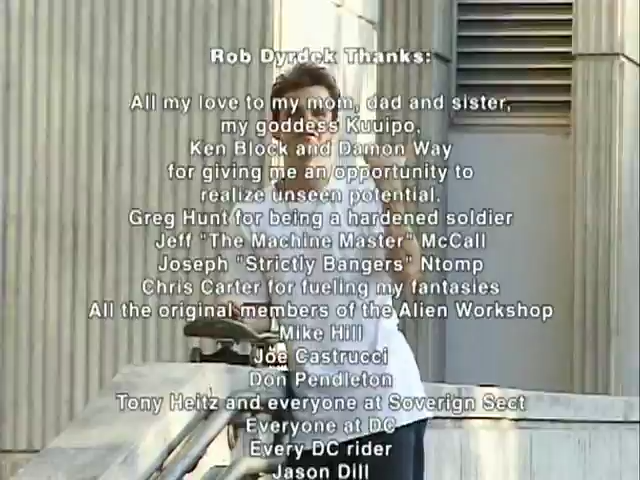 Rob Dyrdek Thanks:
All my love to my mom, dad and sister,
my goddess Kuuipo,
Ken Block and Damon Way
for giving me an opportunity to
realize unseen potential.
Greg Hunt for being a hardened soldier
Jeff "The Machine Master" McCall
Joseph "Strictly Bangers" Ntomp
Chris Carter for fueling my fantasies
All the original members of the Alien Workshop
Mike Hill
Joe Castrucci
Don Pendleton
Tony Heitz and everyone at Soverign Sect
Everyone at DC
Every DC rider
Jason Dill